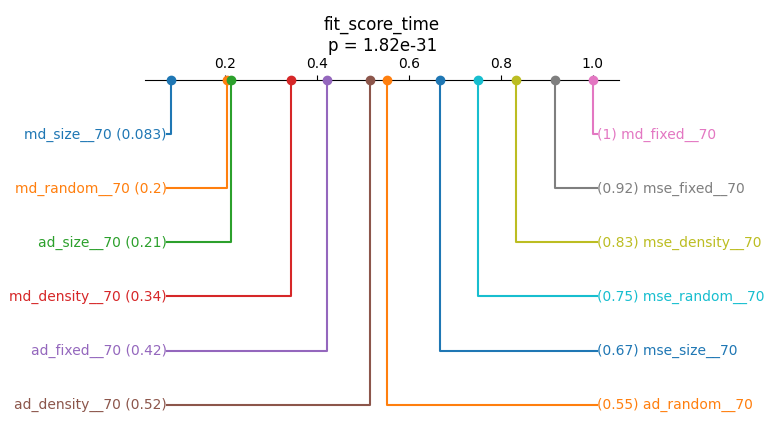 fit_score_time
p = 1.82e-31
0.2 0.4 0.6 0.8 1.0
md_size__70 (0.083) (1) md_fixed__70
md_random__70 (0.2) (0.92) mse_fixed__70
ad_size__70 (0.21) (0.83) mse_density__70
md_density__70 (0.34) (0.75) mse_random__70
ad_fixed__70 (0.42) (0.67) mse_size__70
ad_density__70 (0.52) (0.55) ad_random__70